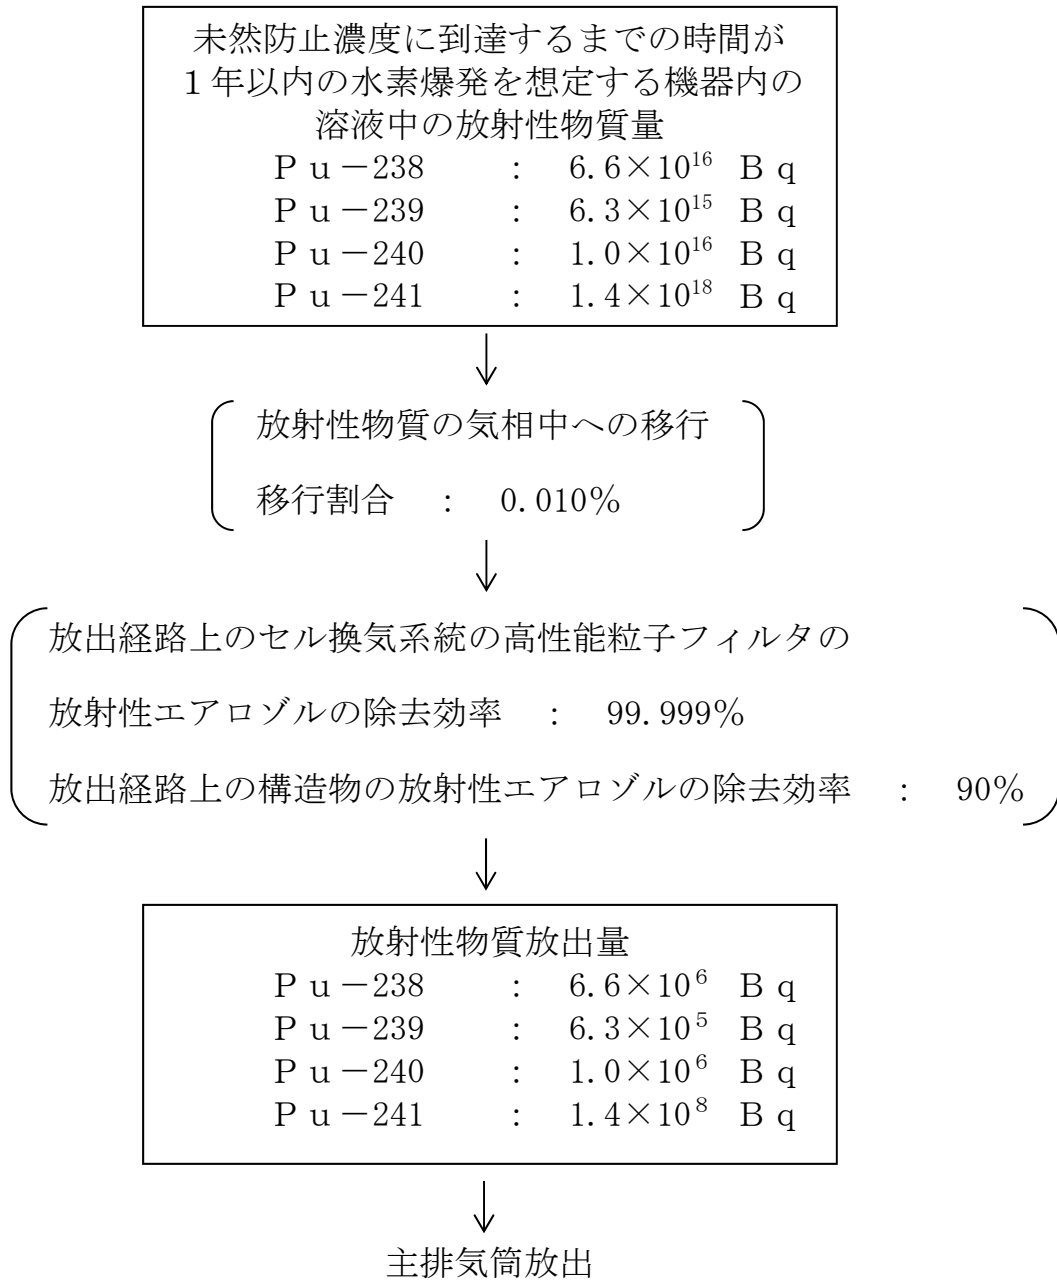 未然防止濃度に到達するまでの時間が
１年以内の水素爆発を想定する機器内の
溶液中の放射性物質量
Ｐｕ－238 : 6.6×10¹⁶ Ｂｑ
Ｐｕ－239 : 6.3×10¹⁵ Ｂｑ
Ｐｕ－240 : 1.0×10¹⁶ Ｂｑ
Ｐｕ－241 : 1.4×10¹⁸ Ｂｑ
放射性物質の気相中への移行
移行割合 : 0.010％
放出経路上のセル換気系統の高性能粒子フィルタの
放射性エアロゾルの除去効率 : 99.999％
放出経路上の構造物の放射性エアロゾルの除去効率 : 90％
放射性物質放出量
Ｐｕ－238 : 6.6×10⁶ Ｂｑ
Ｐｕ－239 : 6.3×10⁵ Ｂｑ
Ｐｕ－240 : 1.0×10⁶ Ｂｑ
Ｐｕ－241 : 1.4×10⁸ Ｂｑ
主排気筒放出